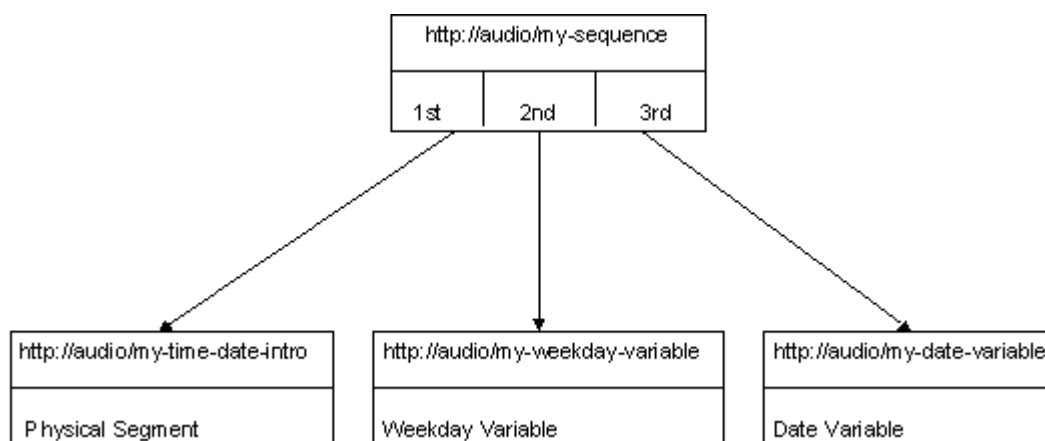 http://audio/my-sequence
1st 2nd 3rd
http://audio/my-time-date-intro http://audio/my-weekday-variable http://audio/my-date-variable
Physical Segment Weekday Variable Date Variable